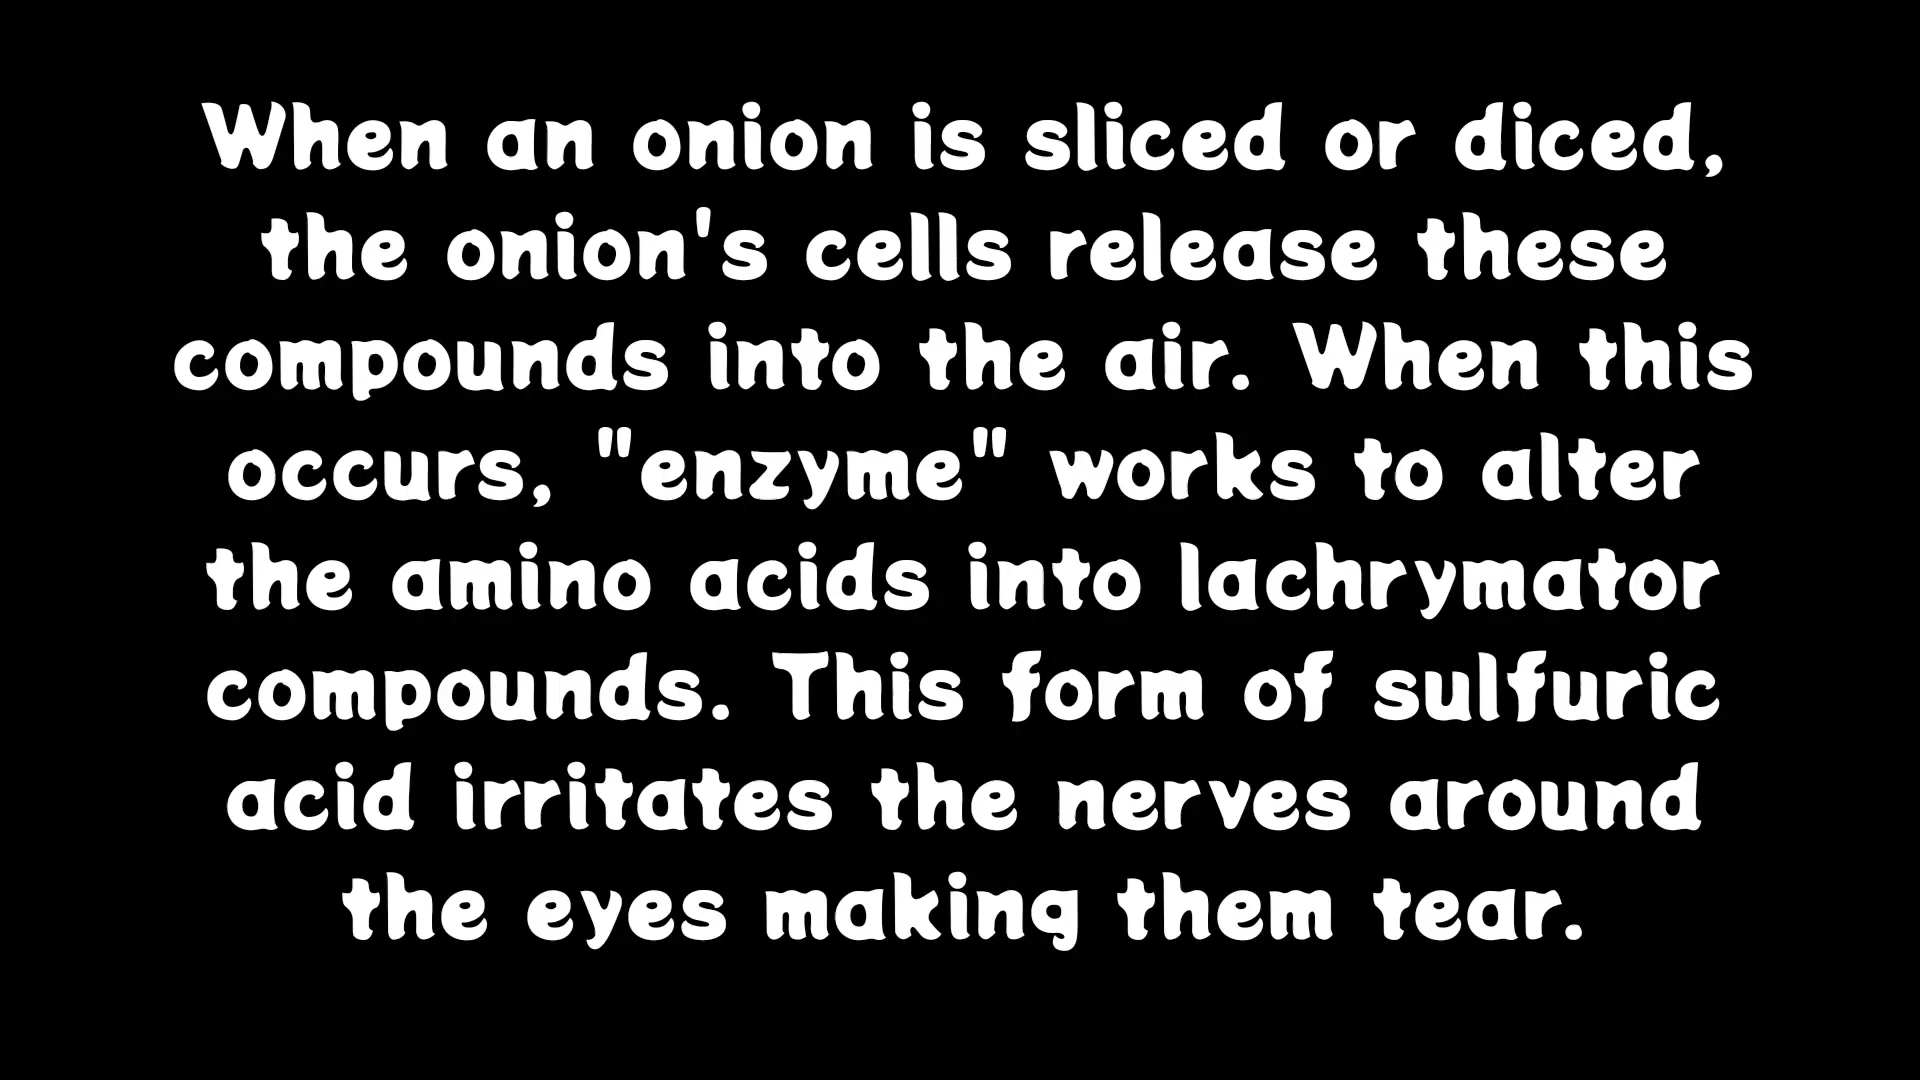 When an onion is sliced or diced,
the onion's cells release these
compounds into the air. When this
occurs, "enzyme" works to alter
the amino acids into lachrymator
compounds. This form of sulfuric
acid irritates the nerves around
the eyes making them tear.